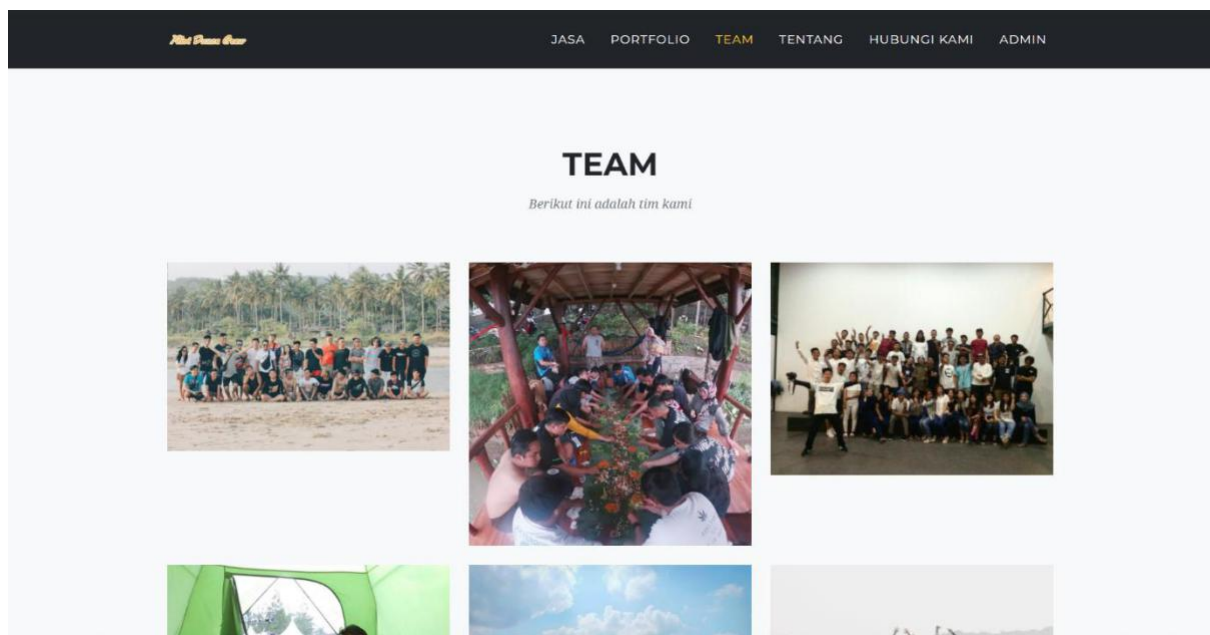 JASA PORTFOLIO TEAM TENTANG HUBUNGI KAMI ADMIN
TEAM
Berikut ini adalah tim kami